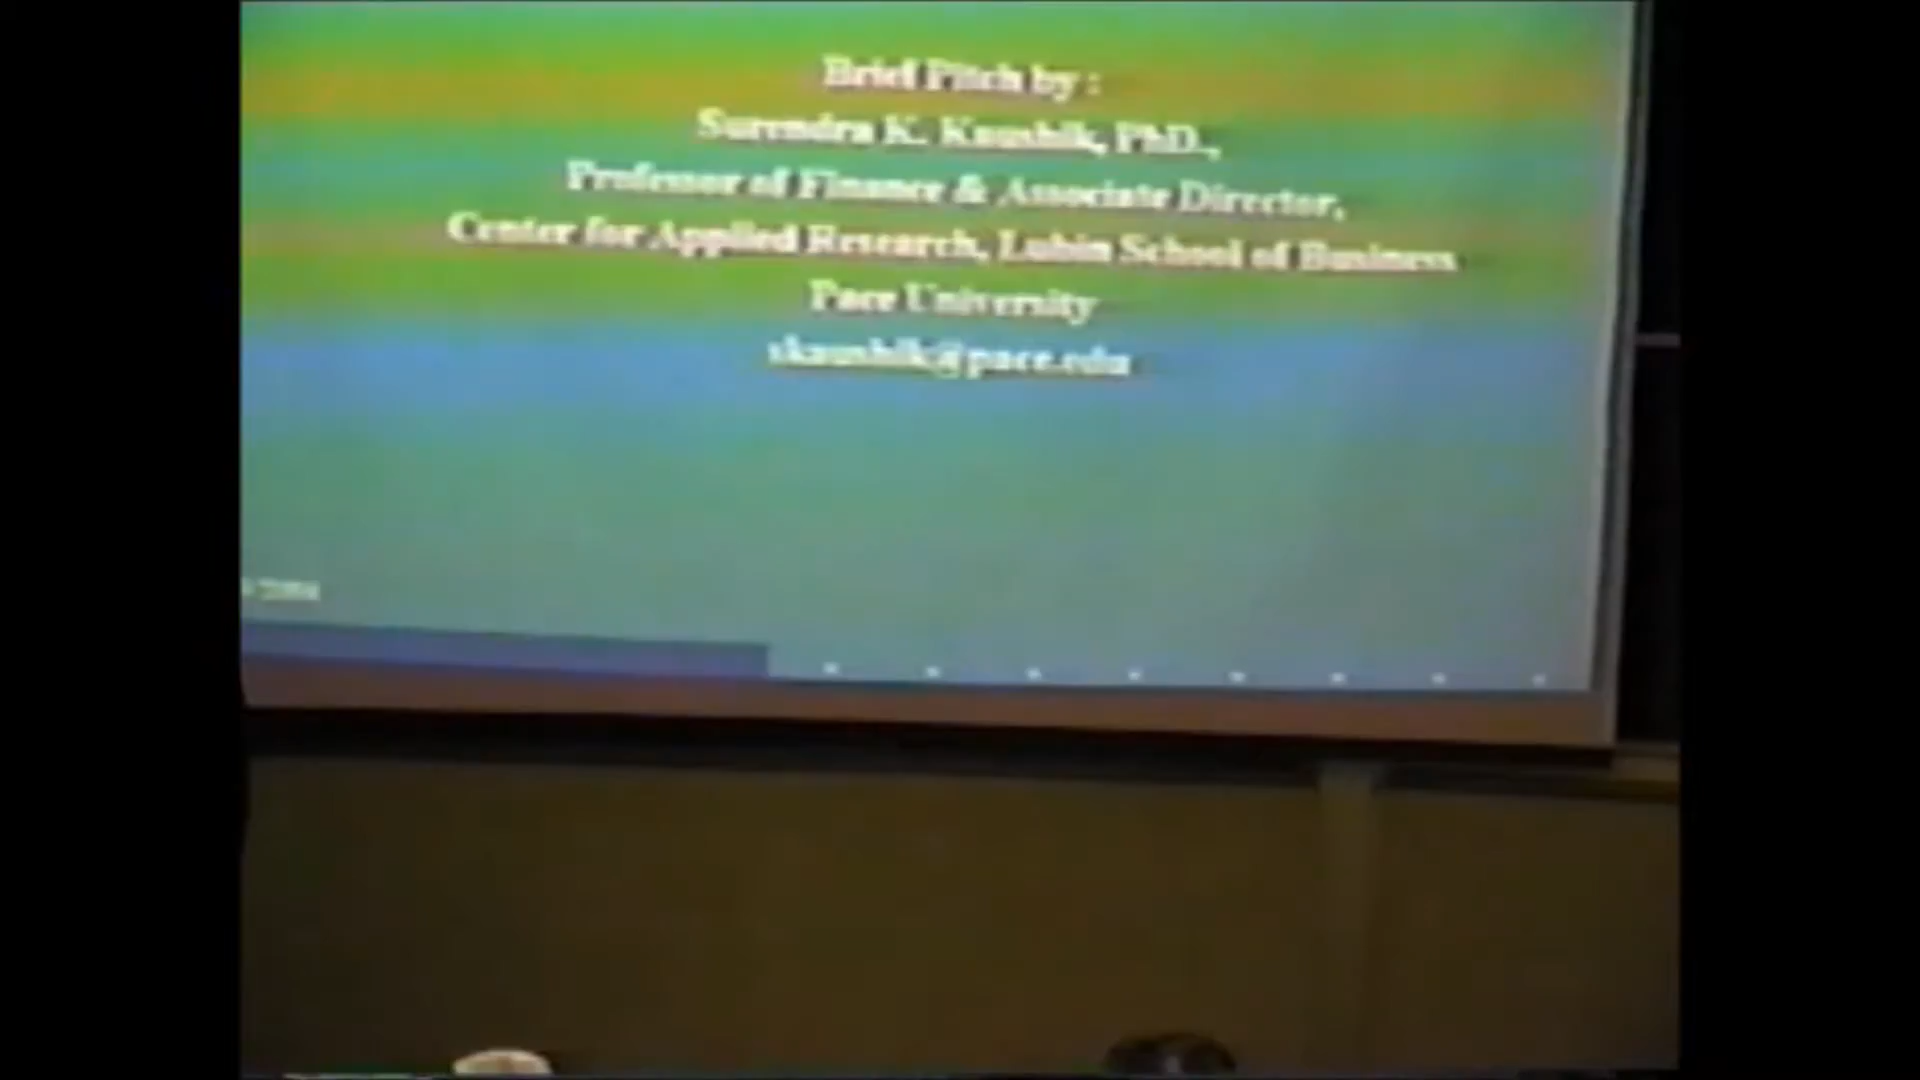 Brief Pitch by :
Surendra K. Kaushik, PhD.,
Professor of Finance & Associate Director,
Center for Applied Research, Lubin School of Business
Pace University
skaushik@pace.edu